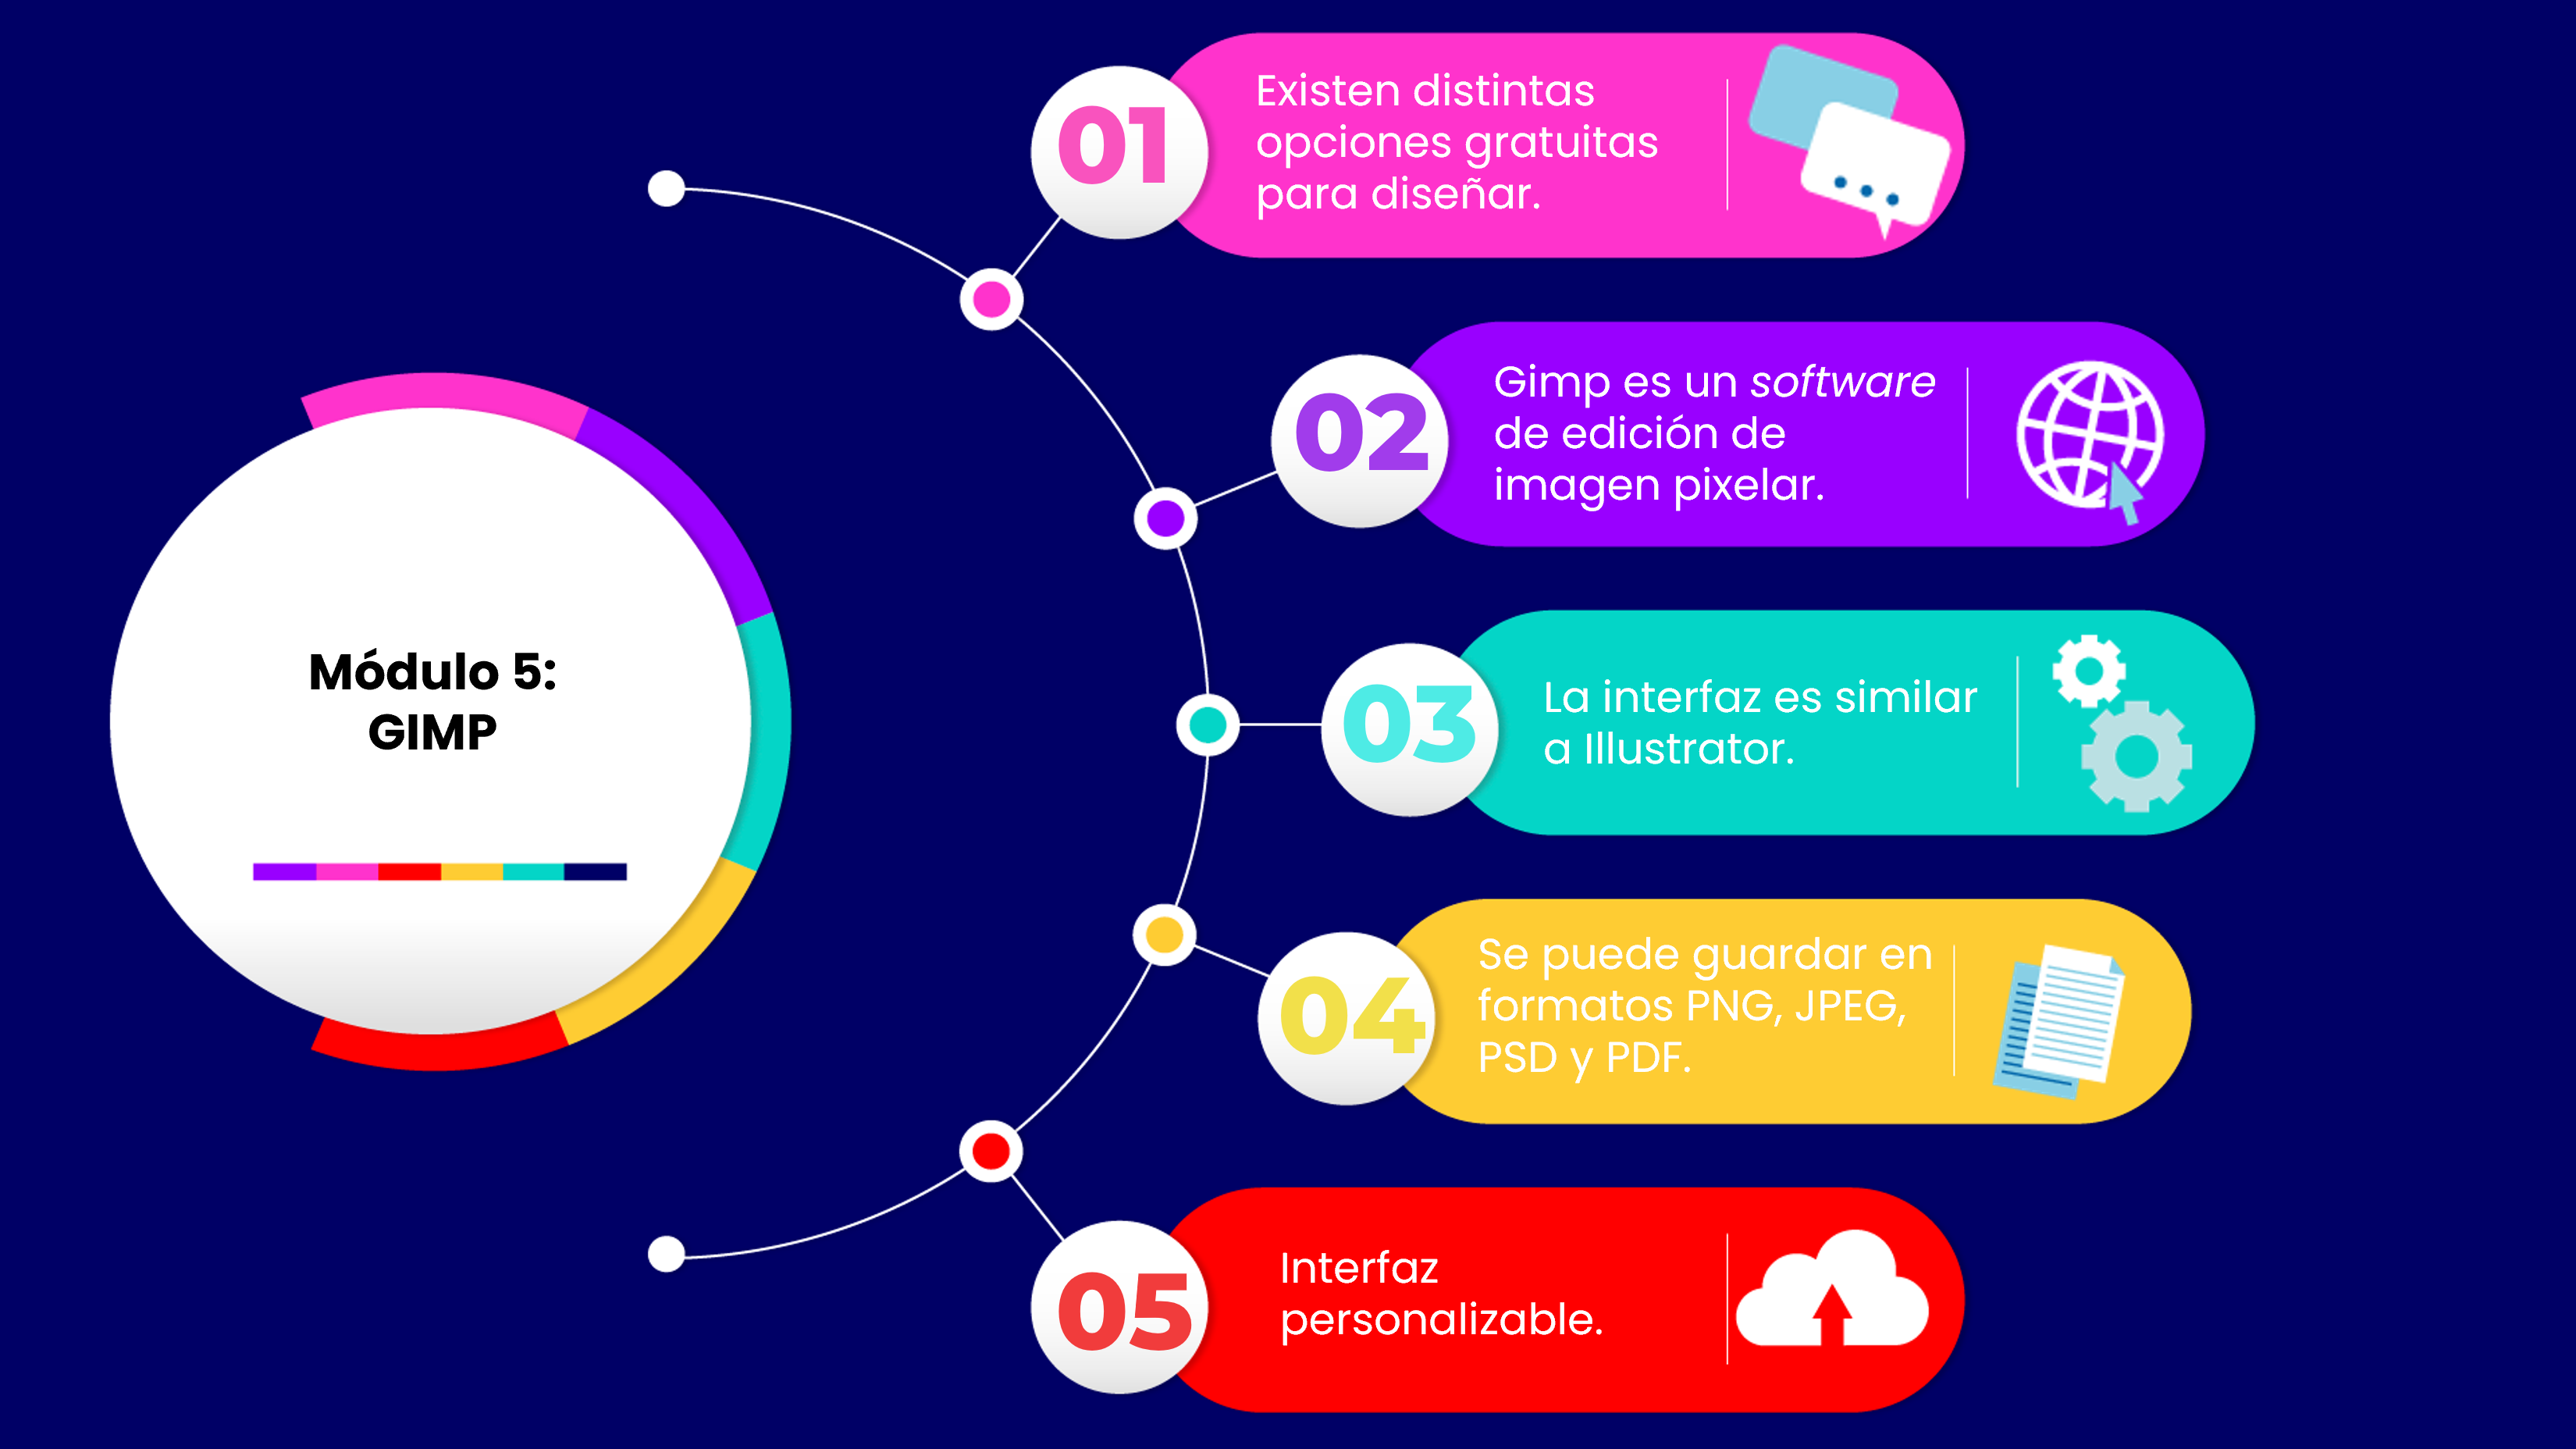 Módulo 5:
GIMP
01
Existen distintas
opciones gratuitas
para diseñar.
02
Gimp es un software
de edición de
imagen pixelar.
03
La interfaz es similar
a Illustrator.
04
Se puede guardar en
formatos PNG, JPEG,
PSD y PDF.
05
Interfaz
personalizable.